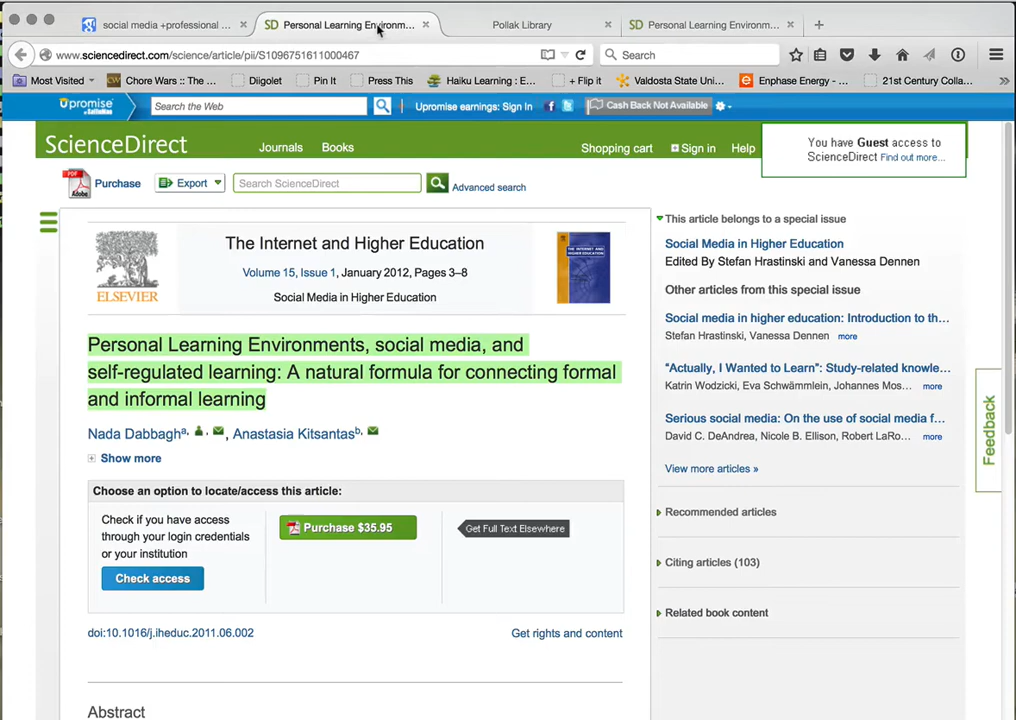 social media +professional ...
Personal Learning Environm...
Pollak Library
Personal Learning Environm...
www.sciencedirect.com/science/article/pii/S1096751611000467
Search
Most Visited
Chore Wars :: The ...
Diigolet
Pin It
Press This
Haiku Learning : E...
+ Flip it
Valdosta State Uni...
Enphase Energy - ...
21st Century Colla...
Upromise
Search the Web
Upromise earnings: Sign In
Cash Back Not Available
ScienceDirect
Journals
Books
Shopping cart
Sign in
Help
You have Guest access to
ScienceDirect Find out more...
PDF
Adobe
Purchase
Export
Search ScienceDirect
Advanced search
ELSEVIER
The Internet and Higher Education
Volume 15, Issue 1, January 2012, Pages 3–8
Social Media in Higher Education
Personal Learning Environments, social media, and
self-regulated learning: A natural formula for connecting formal
and informal learning
Nada Dabbagh a, , , Anastasia Kitsantas b,
Show more
Choose an option to locate/access this article:
Check if you have access
through your login credentials
or your institution
Check access
Purchase $35.95
Get Full Text Elsewhere
doi:10.1016/j.iheduc.2011.06.002
Get rights and content
Abstract
This article belongs to a special issue
Social Media in Higher Education
Edited By Stefan Hrastinski and Vanessa Dennen
Other articles from this special issue
Social media in higher education: Introduction to th...
Stefan Hrastinski, Vanessa Dennen more
“Actually, I Wanted to Learn”: Study-related knowle...
Katrin Wodzicki, Eva Schwämmlein, Johannes Mos... more
Serious social media: On the use of social media f...
David C. DeAndrea, Nicole B. Ellison, Robert LaRo... more
View more articles »
Recommended articles
Citing articles (103)
Related book content
Feedback